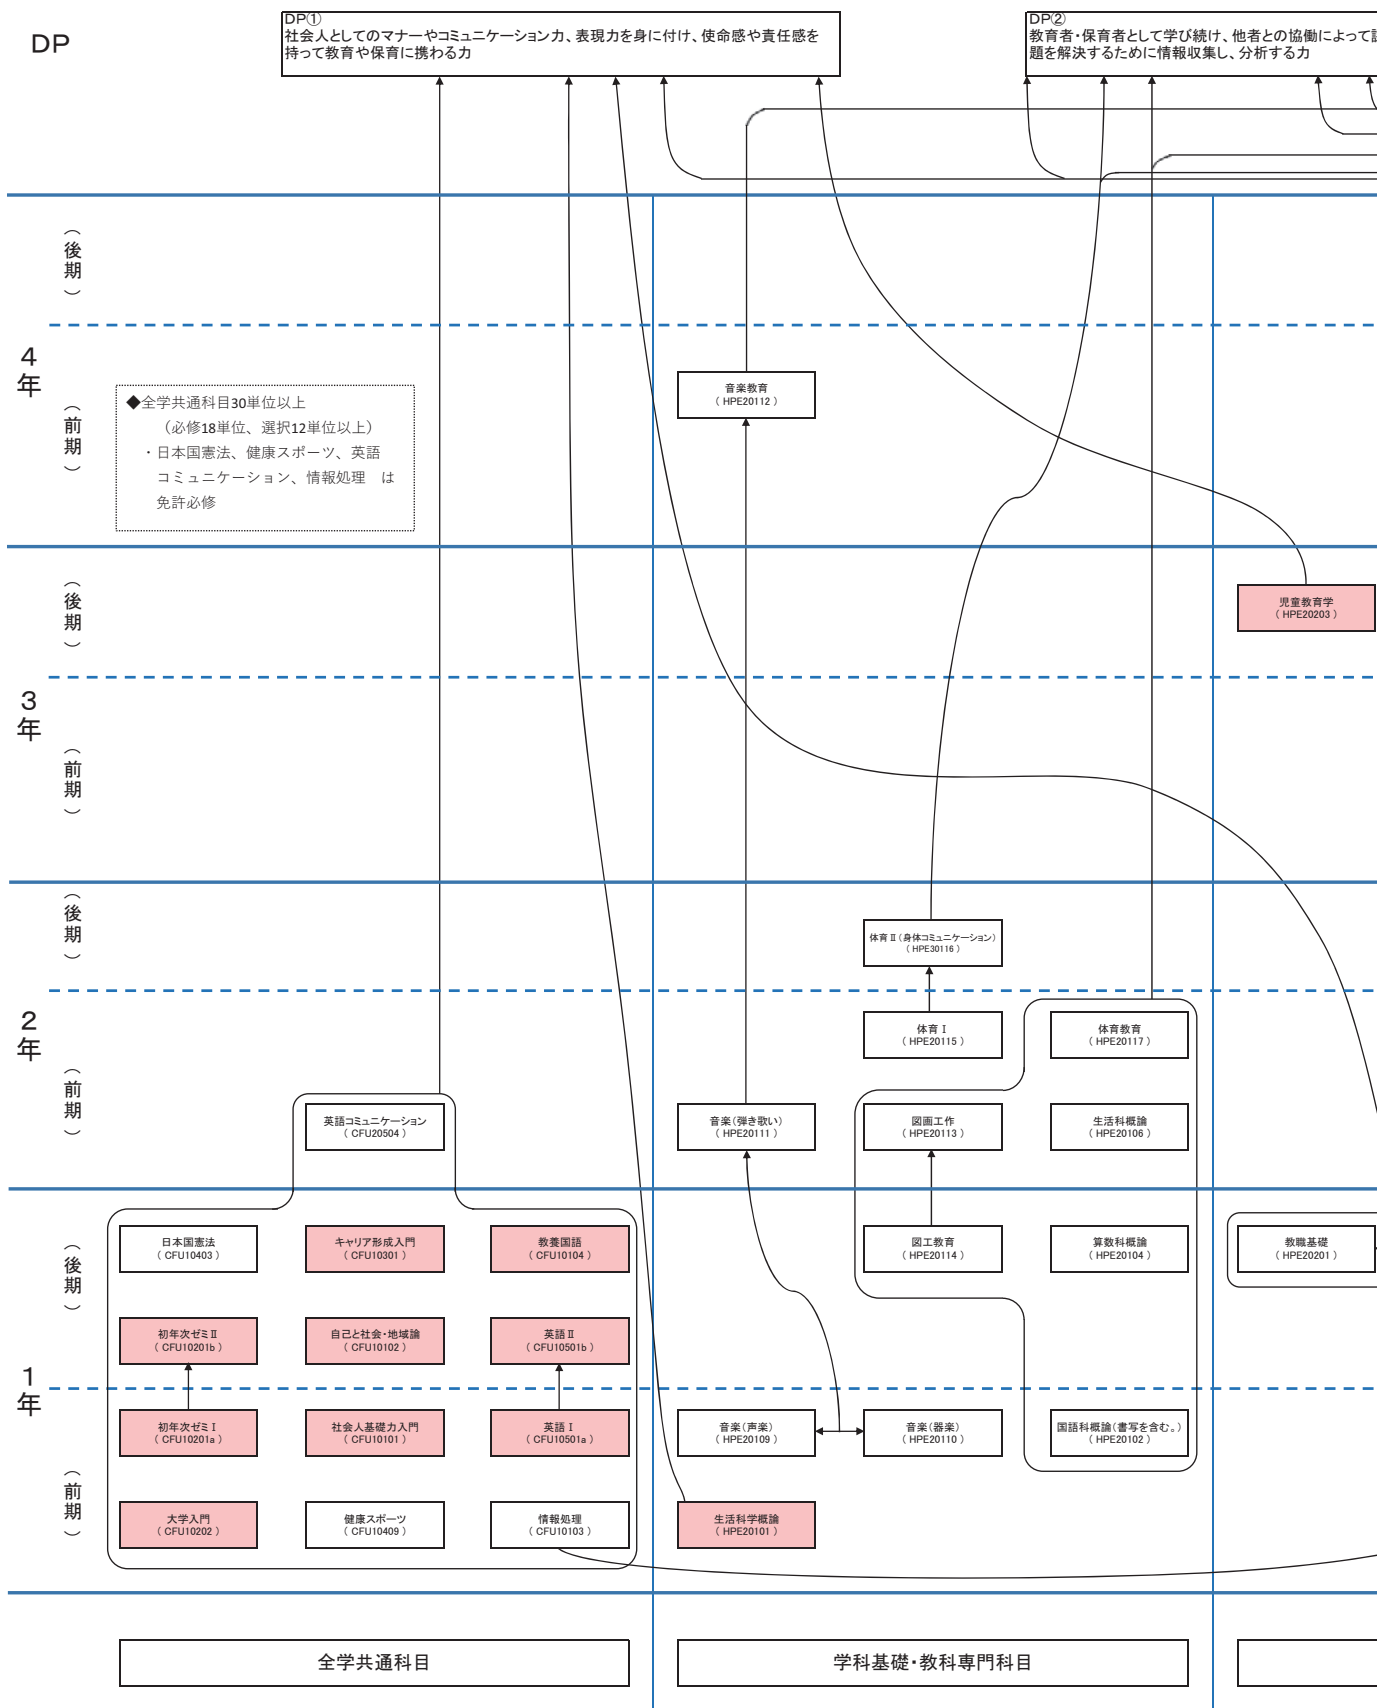 DP
DP①
社会人としてのマナーやコミュニケーション力、表現力を身に付け、使命感や責任感を
持って教育や保育に携わる力
DP②
教育者・保育者として学び続け、他者との協働によって
題を解決するために情報収集し、分析する力
(後期)
4年
(前期)
◆全学共通科目30単位以上
（必修18単位、選択12単位以上）
・日本国憲法、健康スポーツ、英語
コミュニケーション、情報処理　は
免許必修
音楽教育
( HPE20112 )
(後期)
児童教育学
( HPE20203 )
3年
(前期)
(後期)
体育Ⅱ(身体コミュニケーション)
( HPE30116 )
2年
体育Ⅰ
( HPE20115 )
体育教育
( HPE20117 )
(前期)
英語コミュニケーション
( CFU20504 )
音楽(弾き歌い)
( HPE20111 )
図画工作
( HPE20113 )
生活科概論
( HPE20106 )
(後期)
日本国憲法
( CFU10403 )
キャリア形成入門
( CFU10301 )
教養国語
( CFU10104 )
図工教育
( HPE20114 )
算数科概論
( HPE20104 )
教職基礎
( HPE20201 )
初年次ゼミⅡ
( CFU10201b )
自己と社会・地域論
( CFU10102 )
英語Ⅱ
( CFU10501b )
1年
初年次ゼミⅠ
( CFU10201a )
社会人基礎力入門
( CFU10101 )
英語Ⅰ
( CFU10501a )
音楽(声楽)
( HPE20109 )
音楽(器楽)
( HPE20110 )
国語科概論(書写を含む。)
( HPE20102 )
(前期)
大学入門
( CFU10202 )
健康スポーツ
( CFU10409 )
情報処理
( CFU10103 )
生活科学概論
( HPE20101 )
全学共通科目
学科基礎・教科専門科目